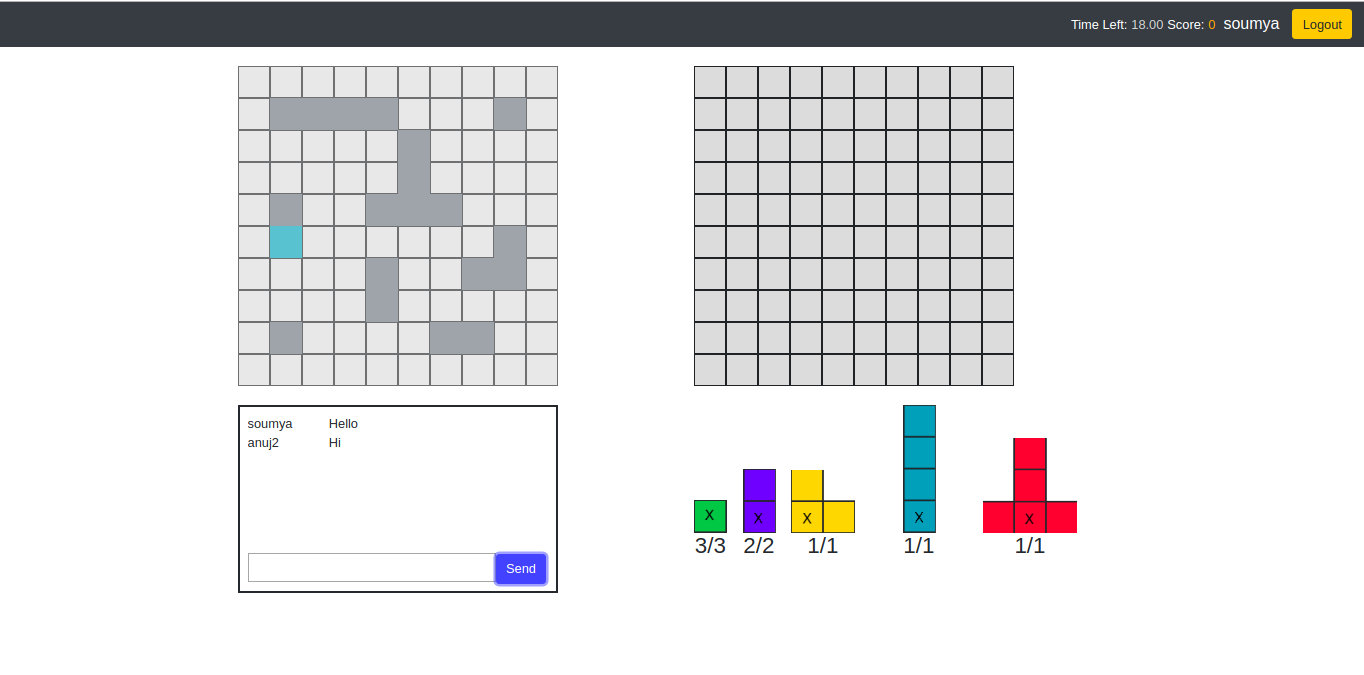 Time Left: 18.00 Score: 0 soumya Logout
soumya Hello
anuj2 Hi
Send
X X X X X
3/3 2/2 1/1 1/1 1/1